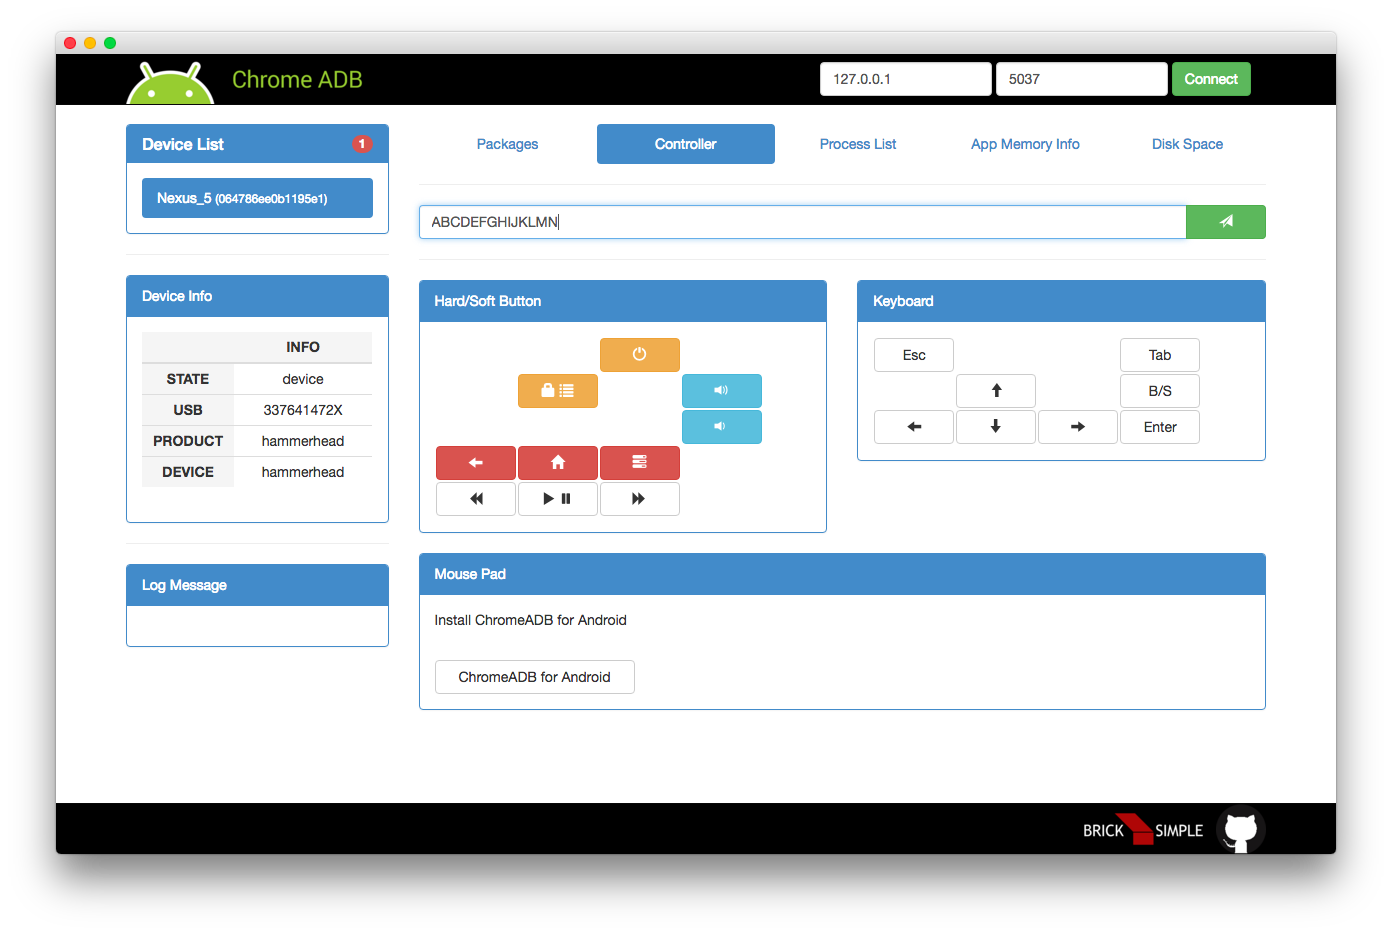 Chrome ADB
127.0.0.1
5037
Connect
Device List
1
Nexus_5 (064786ee0b1195e1)
Device Info
INFO
STATE device
USB 337641472X
PRODUCT hammerhead
DEVICE hammerhead
Log Message
Packages
Controller
Process List
App Memory Info
Disk Space
ABCDEFGHIJKLMN
Hard/Soft Button
Keyboard
Esc
Tab
B/S
Enter
Mouse Pad
Install ChromeADB for Android
ChromeADB for Android
BRICK SIMPLE